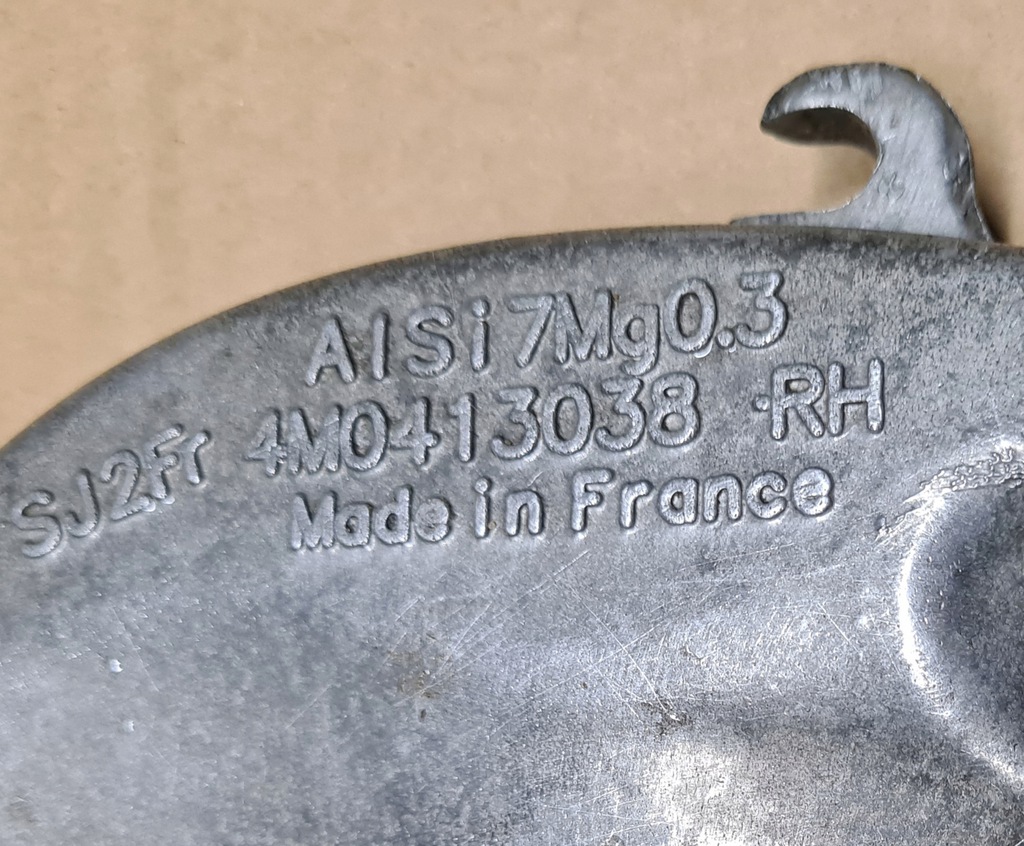 AlSi7Mg0.3
SJ2Fr 4M0413038 RH
Made in France